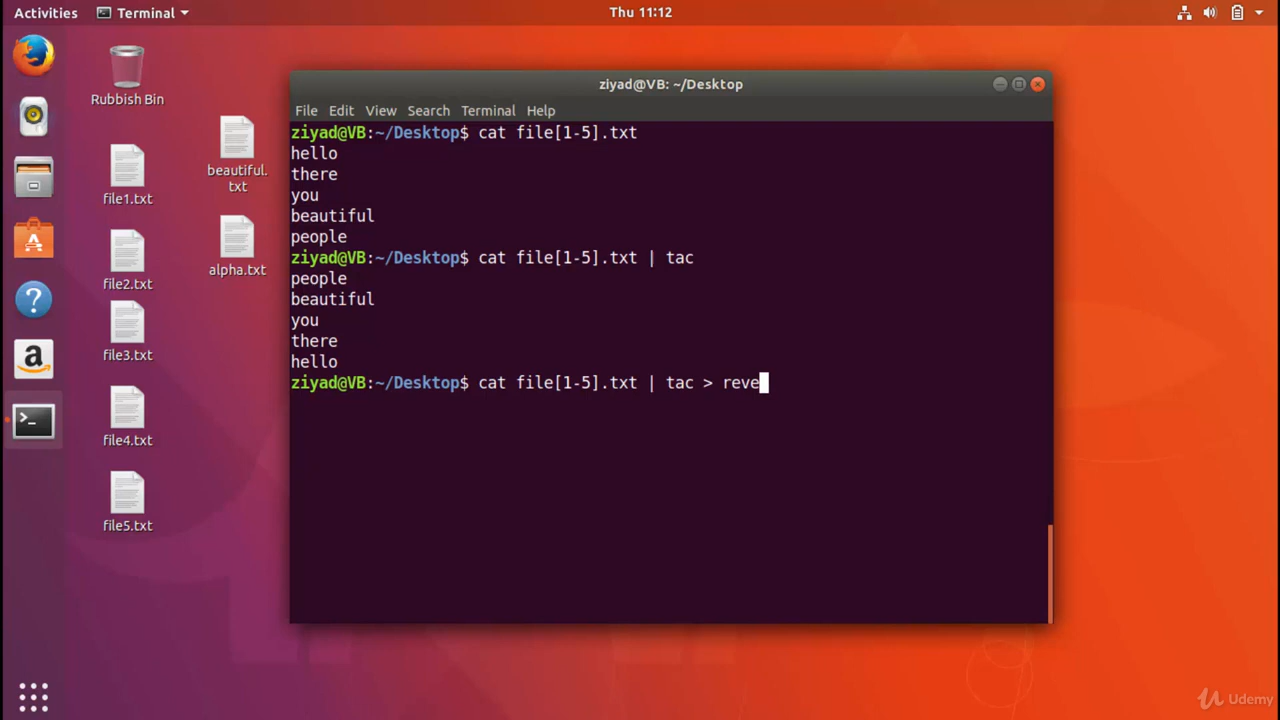 Activities Terminal Thu 11:12
Rubbish Bin
file1.txt
file2.txt
file3.txt
file4.txt
file5.txt
beautiful.
txt
alpha.txt
ziyad@VB: ~/Desktop
File Edit View Search Terminal Help
ziyad@VB:~/Desktop$ cat file[1-5].txt
hello
there
you
beautiful
people
ziyad@VB:~/Desktop$ cat file[1-5].txt | tac
people
beautiful
you
there
hello
ziyad@VB:~/Desktop$ cat file[1-5].txt | tac > reve
Udemy